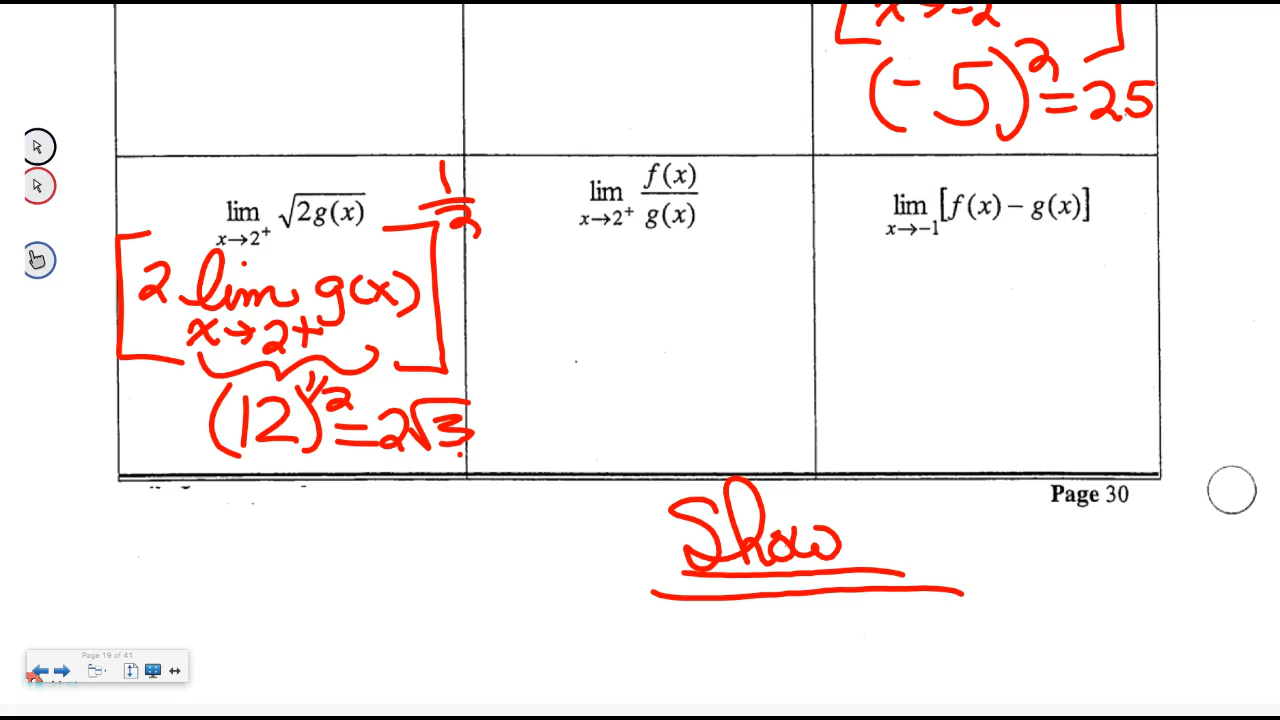 x→-2
(-5)² = 25
lim x→2⁺ √2g(x)
lim x→2⁺ f(x)/g(x)
lim x→-1 [f(x) − g(x)]
[2 lim x→2+ g(x)]^1/2
(12)^1/2 = 2√3
Page 30
Show
Page 19 of 41